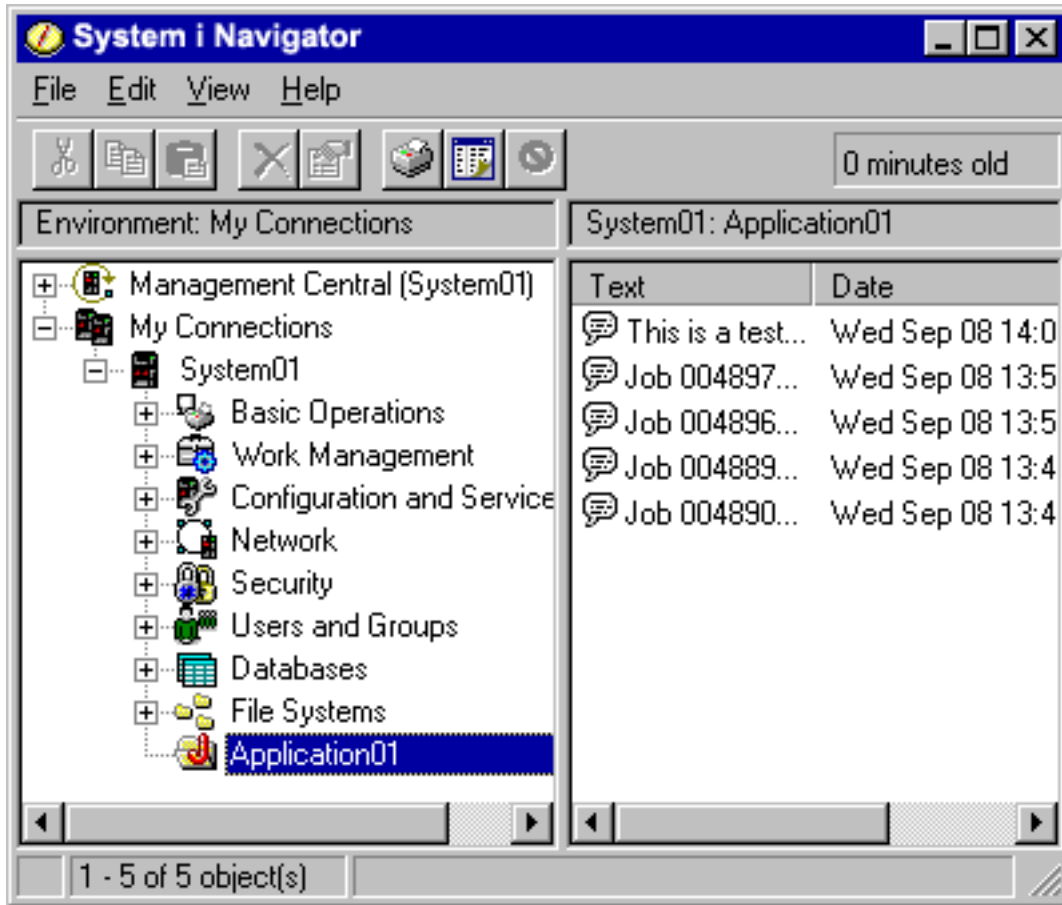 System i Navigator
File Edit View Help
0 minutes old
Environment: My Connections
System01: Application01
Management Central (System01)
My Connections
System01
Basic Operations
Work Management
Configuration and Service
Network
Security
Users and Groups
Databases
File Systems
Application01
Text Date
This is a test... Wed Sep 08 14:0
Job 004897... Wed Sep 08 13:5
Job 004896... Wed Sep 08 13:5
Job 004889... Wed Sep 08 13:4
Job 004890... Wed Sep 08 13:4
1 - 5 of 5 object(s)